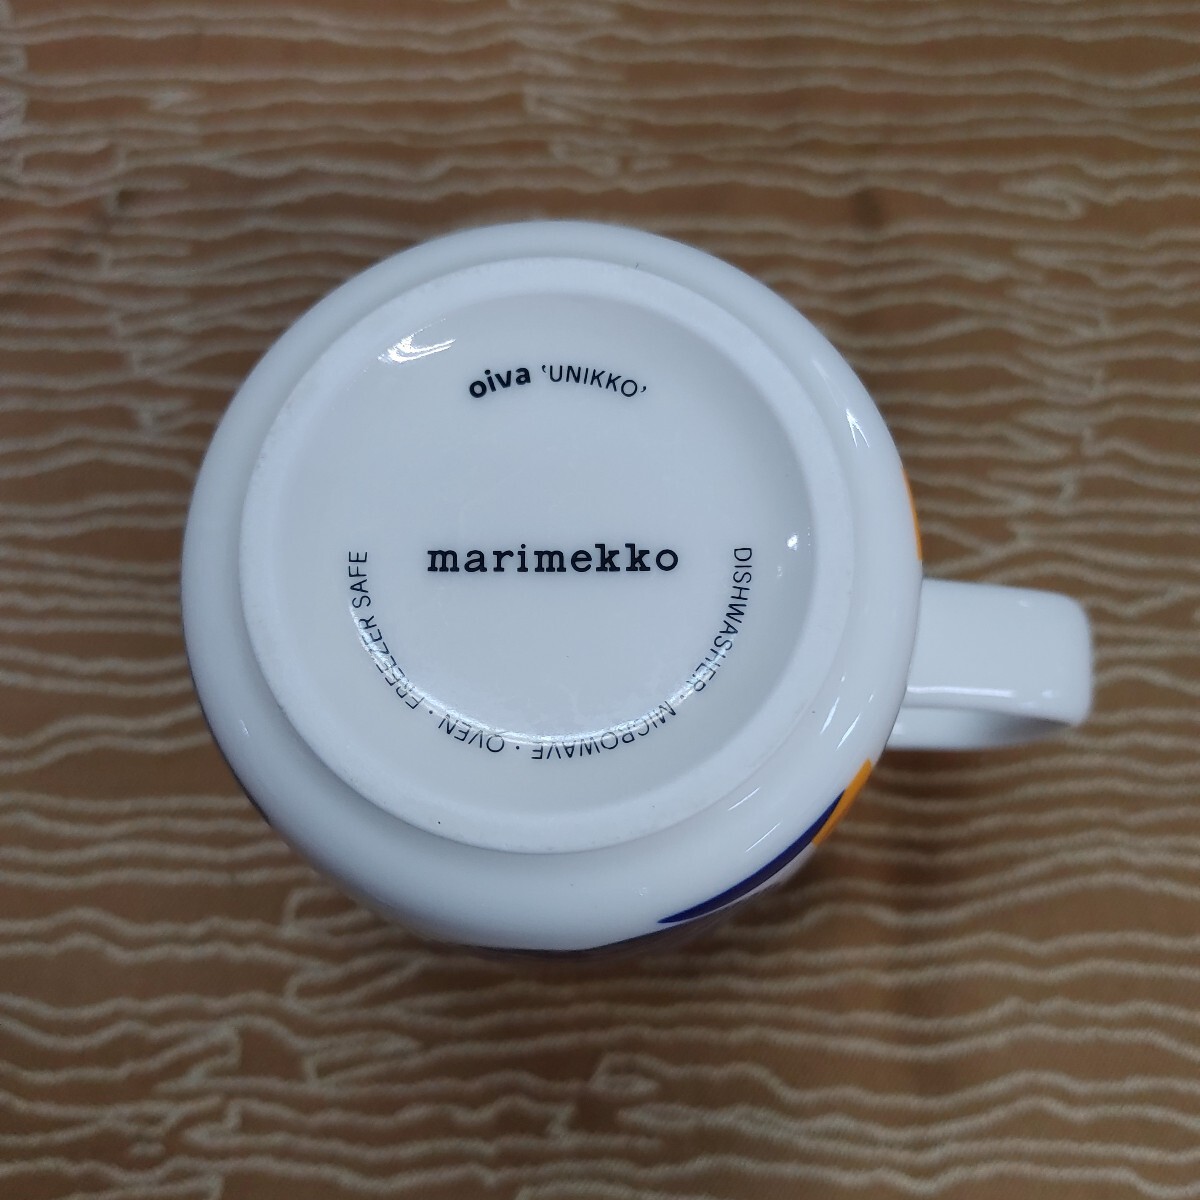 oiva ‘UNIKKO’
marimekko
DISHWASHER · MICROWAVE · OVEN · FREEZER SAFE